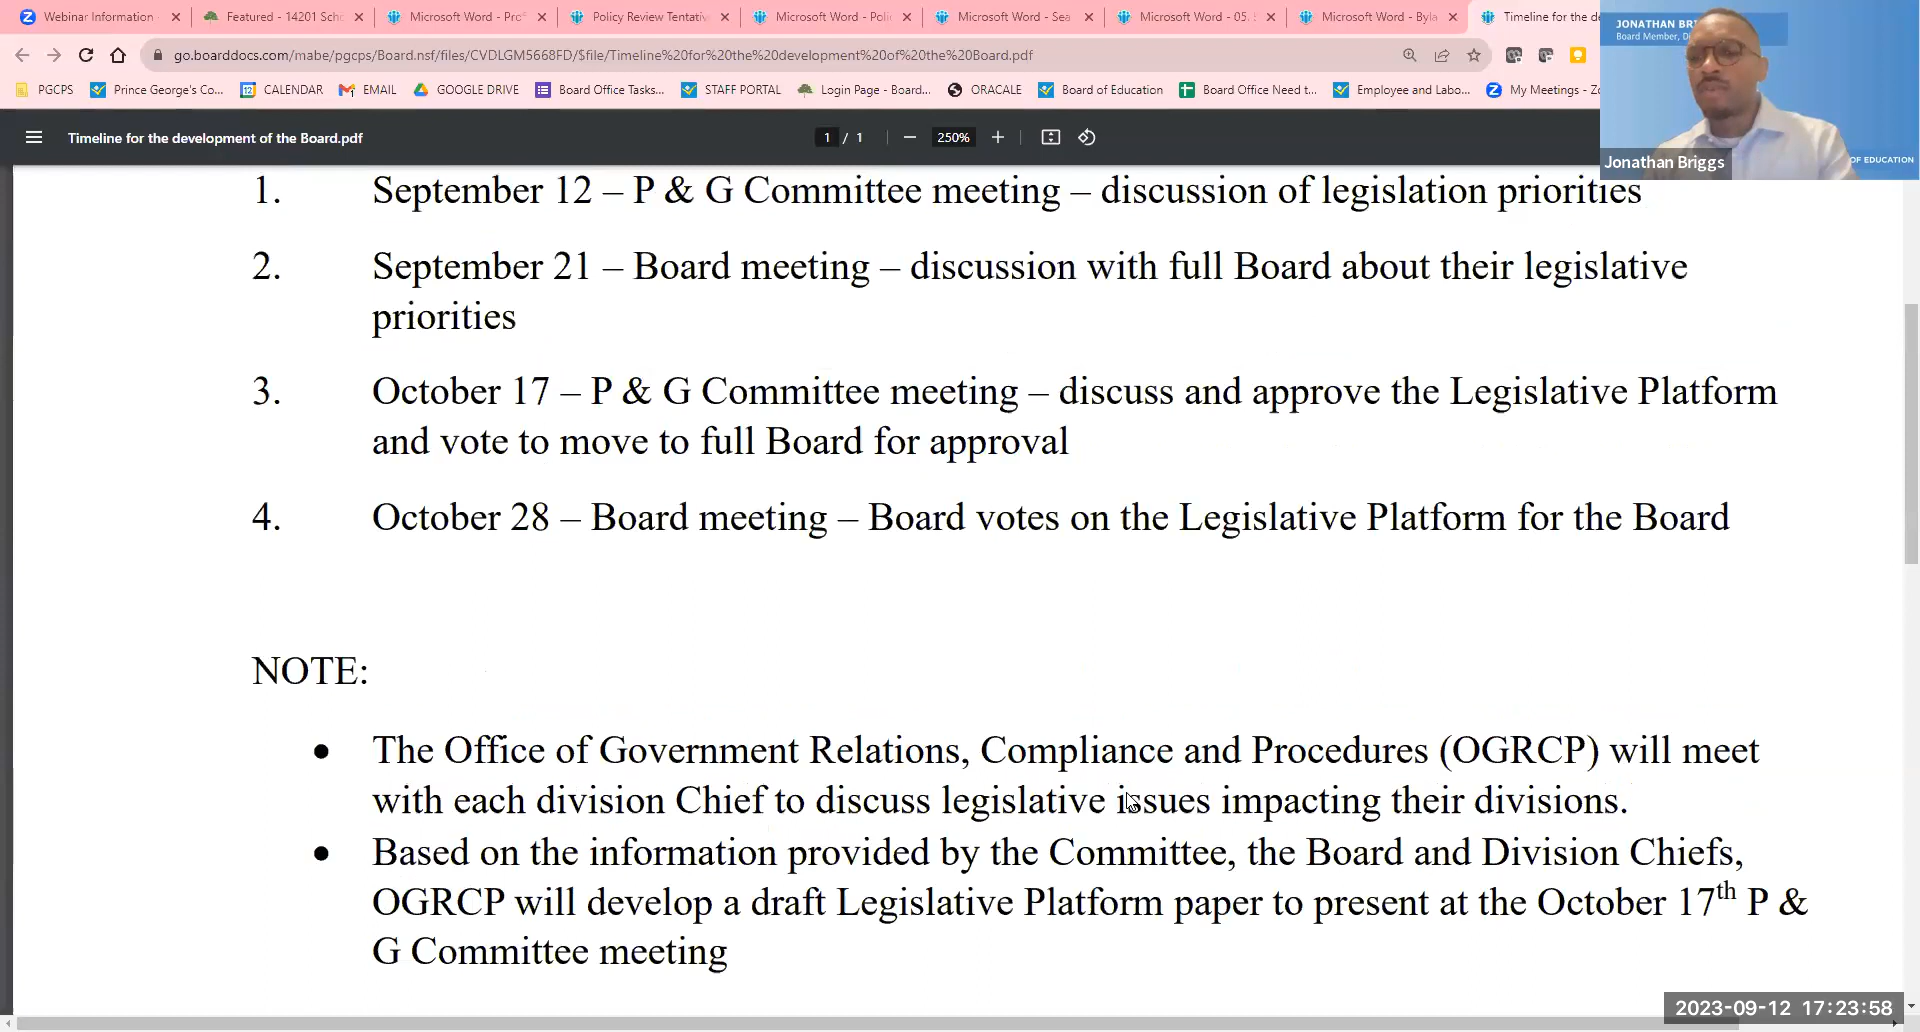 Webinar Information
Featured - 14201 Scho
Microsoft Word - Pro
Policy Review Tentativ
Microsoft Word - Poli
Microsoft Word - Sea
Microsoft Word - 05.
Microsoft Word - Byla
Timeline for the d
go.boarddocs.com/mabe/pgcps/Board.nsf/files/CVDLGM5668FD/$file/Timeline%20for%20the%20development%20of%20the%20Board.pdf
PGCPS
Prince George's Co...
CALENDAR
EMAIL
GOOGLE DRIVE
Board Office Tasks...
STAFF PORTAL
Login Page - Board...
ORACALE
Board of Education
Board Office Need t...
Employee and Labo...
My Meetings - Zo
JONATHAN
Board Member,
OF EDUCATION
Jonathan Briggs
Timeline for the development of the Board.pdf
1 / 1
250%
1. September 12 – P & G Committee meeting – discussion of legislation priorities
2. September 21 – Board meeting – discussion with full Board about their legislative
priorities
3. October 17 – P & G Committee meeting – discuss and approve the Legislative Platform
and vote to move to full Board for approval
4. October 28 – Board meeting – Board votes on the Legislative Platform for the Board
NOTE:
• The Office of Government Relations, Compliance and Procedures (OGRCP) will meet
with each division Chief to discuss legislative issues impacting their divisions.
• Based on the information provided by the Committee, the Board and Division Chiefs,
OGRCP will develop a draft Legislative Platform paper to present at the October 17th P &
G Committee meeting
2023-09-12 17:23:58